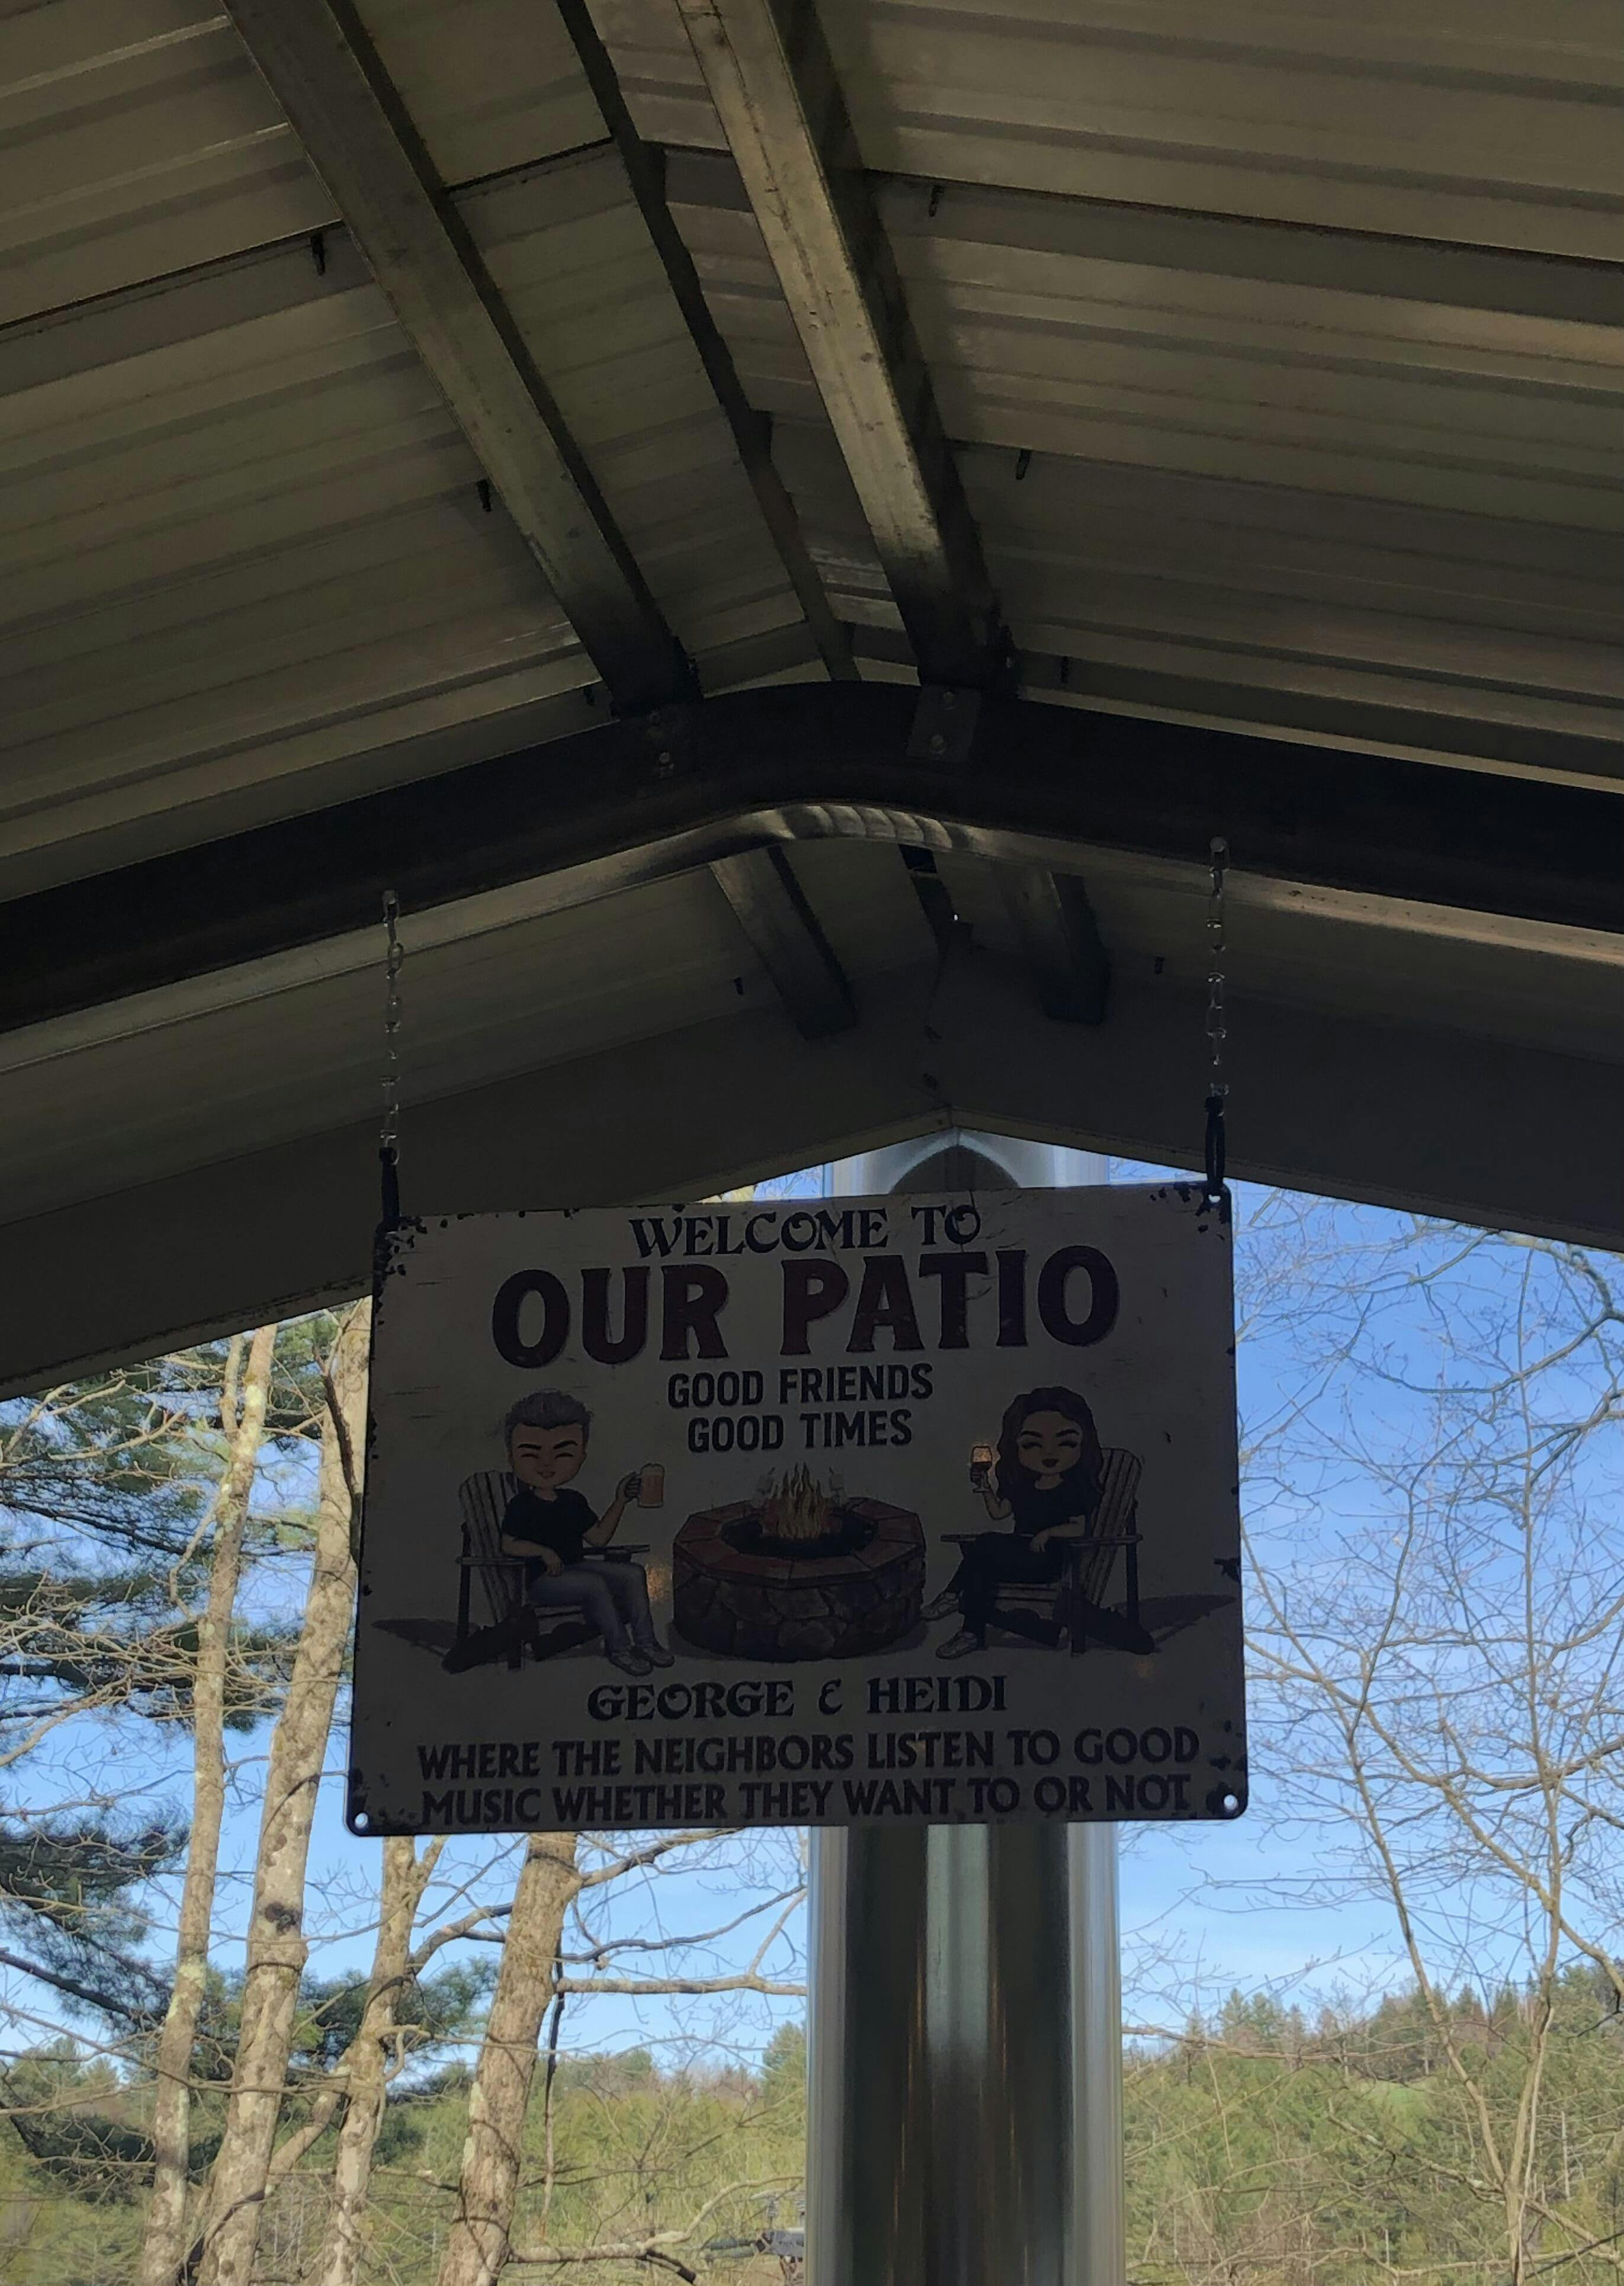 WELCOME TO
OUR PATIO
GOOD FRIENDS
GOOD TIMES
GEORGE & HEIDI
WHERE THE NEIGHBORS LISTEN TO GOOD
MUSIC WHETHER THEY WANT TO OR NOT